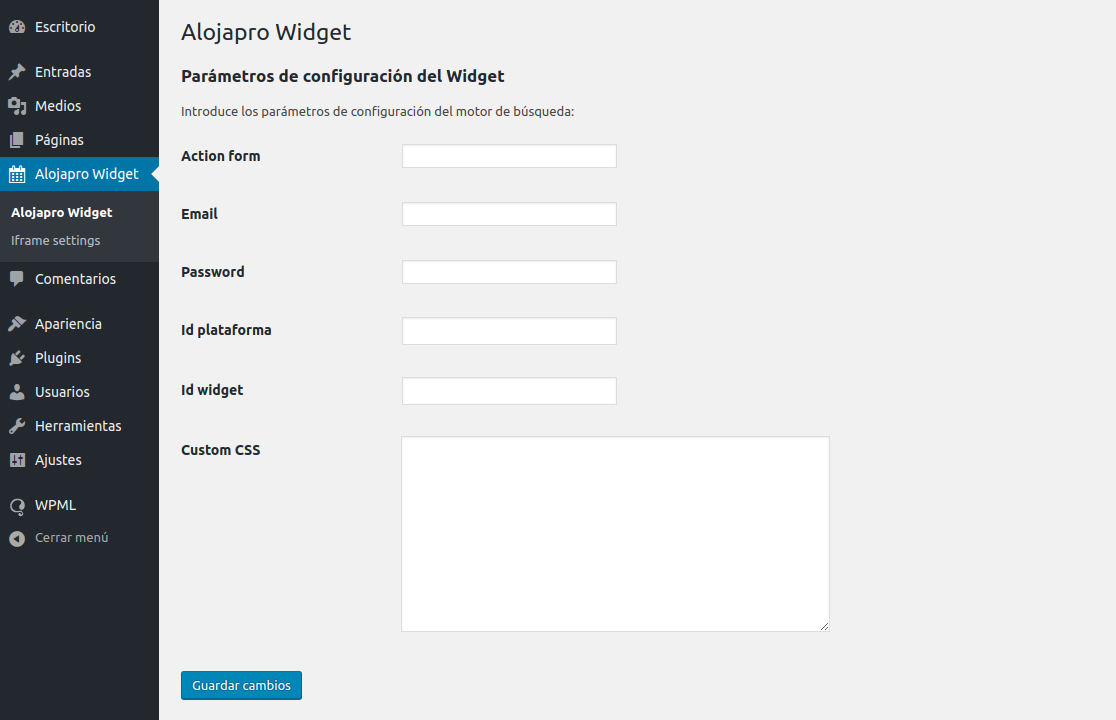 Escritorio
Entradas
Medios
Páginas
Alojapro Widget
Alojapro Widget
Iframe settings
Comentarios
Apariencia
Plugins
Usuarios
Herramientas
Ajustes
WPML
Cerrar menú
Alojapro Widget
Parámetros de configuración del Widget
Introduce los parámetros de configuración del motor de búsqueda:
Action form
Email
Password
Id plataforma
Id widget
Custom CSS
Guardar cambios